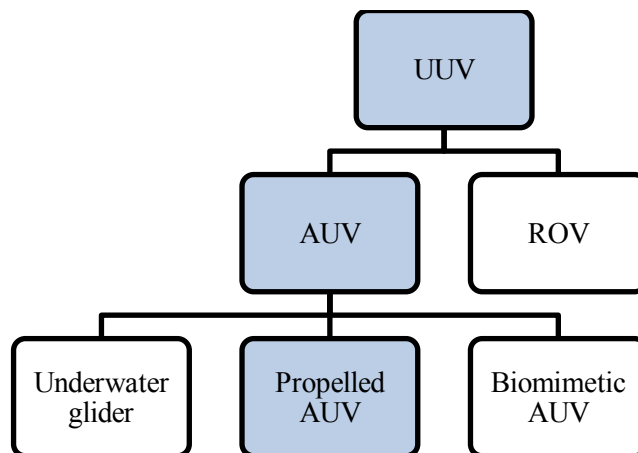 UUV
AUV
ROV
Underwater
glider
Propelled
AUV
Biomimetic
AUV